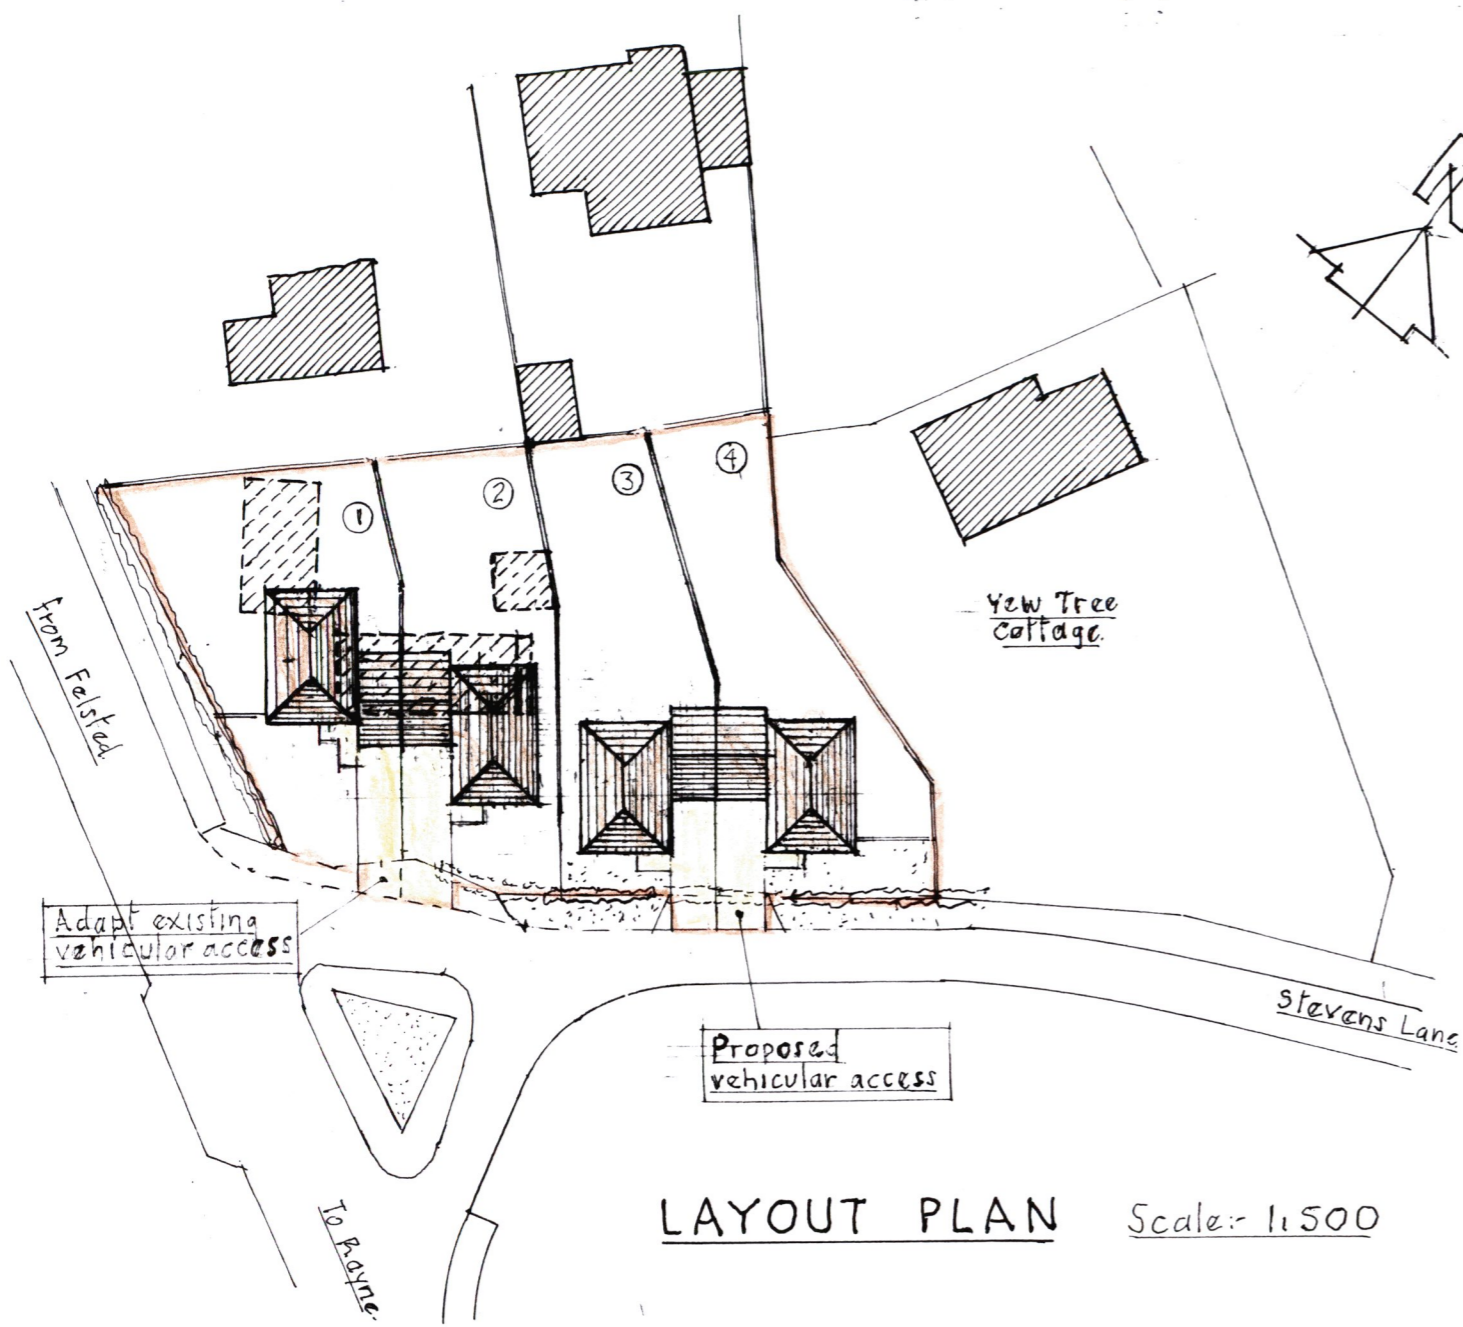 1
2
3
4
Yew Tree
Cottage.
from Felsted
Adapt existing
vehicular access
Stevens Lane
Proposed
vehicular access
To Rayne.
LAYOUT PLAN Scale:- 1:500